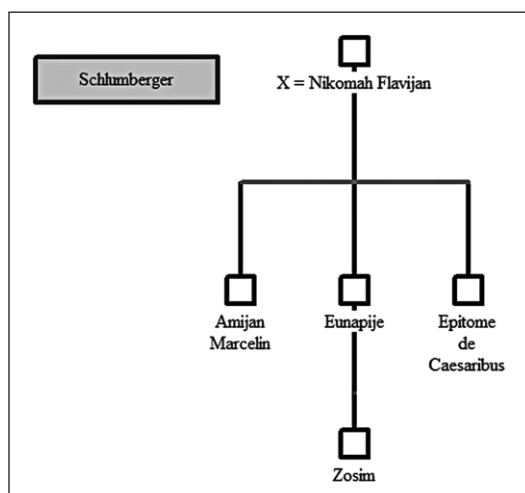 Schlumberger
X = Nikomah Flavijan
Amijan
Marcelin
Eunapije
Epitome
de
Caesaribus
Zosim